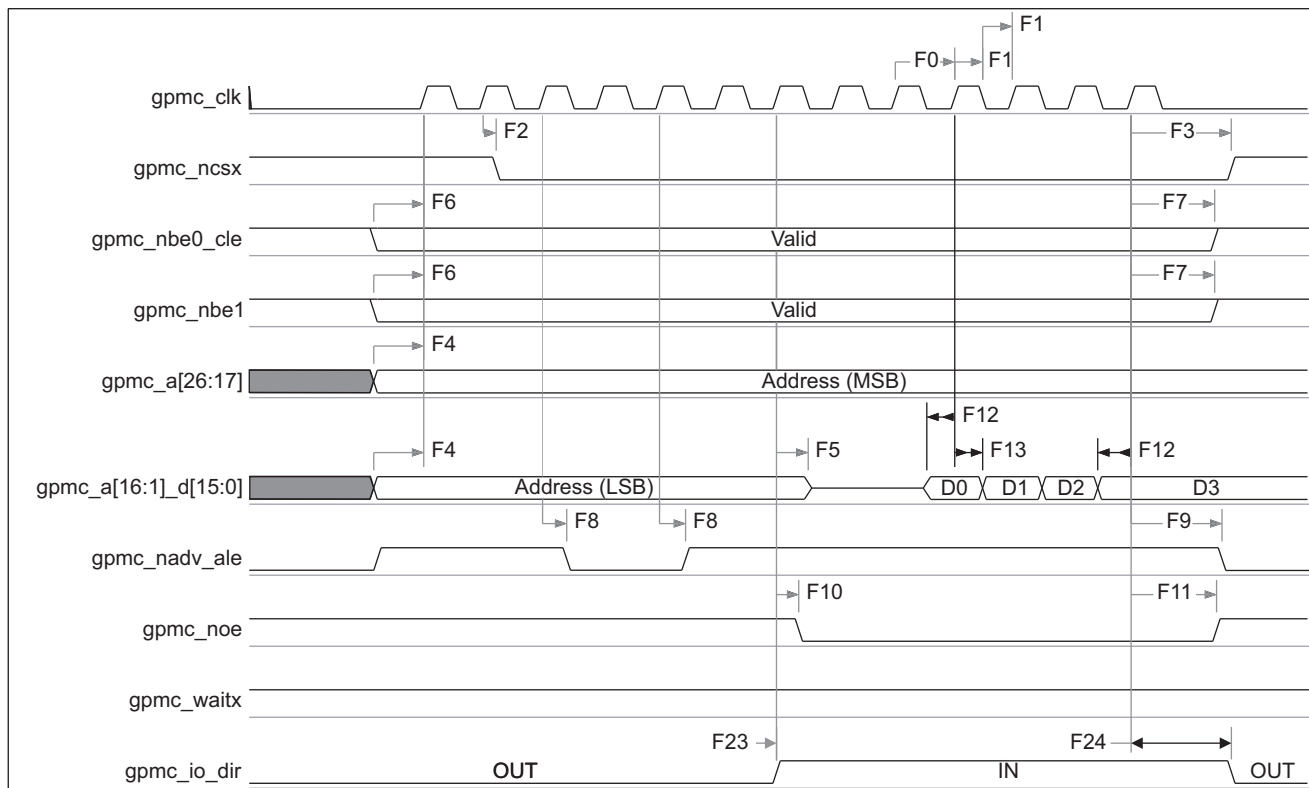 F1
F0 F1
gpmc_clk
F2 F3
gpmc_ncsx
F6 F7
gpmc_nbe0_cle Valid
F6 F7
gpmc_nbe1 Valid
F4
gpmc_a[26:17] Address (MSB)
F12
F4 F5 F13 F12
gpmc_a[16:1]_d[15:0] Address (LSB) D0 D1 D2 D3
F8 F8 F9
gpmc_nadv_ale
F10 F11
gpmc_noe
gpmc_waitx
F23 F24
gpmc_io_dir OUT IN OUT